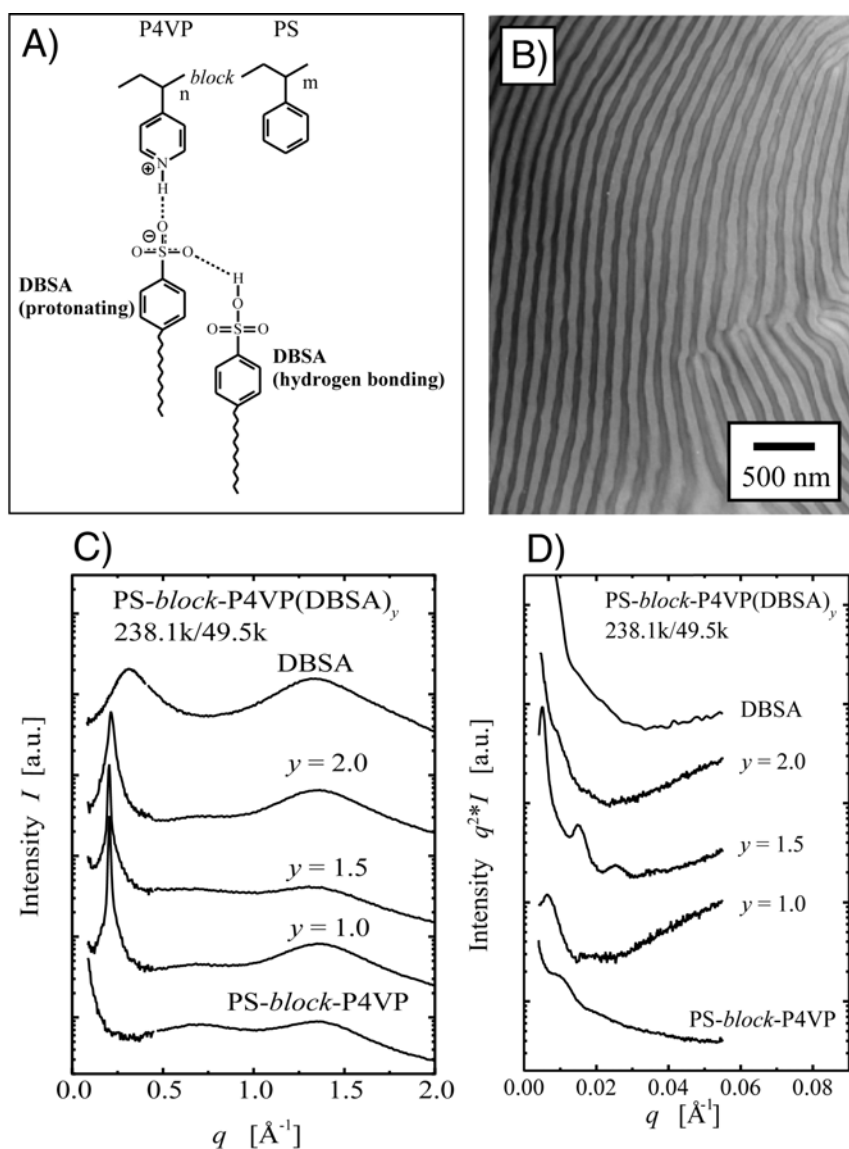 A)
P4VP
PS
block
n
m
N
⊕
H
O
⊖
O
S
O
H
O
DBSA
(protonating)
O
S
O
DBSA
(hydrogen bonding)
B)
500 nm
C)
PS-block-P4VP(DBSA)y
238.1k/49.5k
DBSA
y = 2.0
y = 1.5
y = 1.0
PS-block-P4VP
Intensity I [a.u.]
0.0 0.5 1.0 1.5 2.0
q [Å-1]
D)
PS-block-P4VP(DBSA)y
238.1k/49.5k
DBSA
y = 2.0
y = 1.5
y = 1.0
PS-block-P4VP
Intensity q2*I [a.u.]
0.00 0.02 0.04 0.06 0.08
q [Å-1]